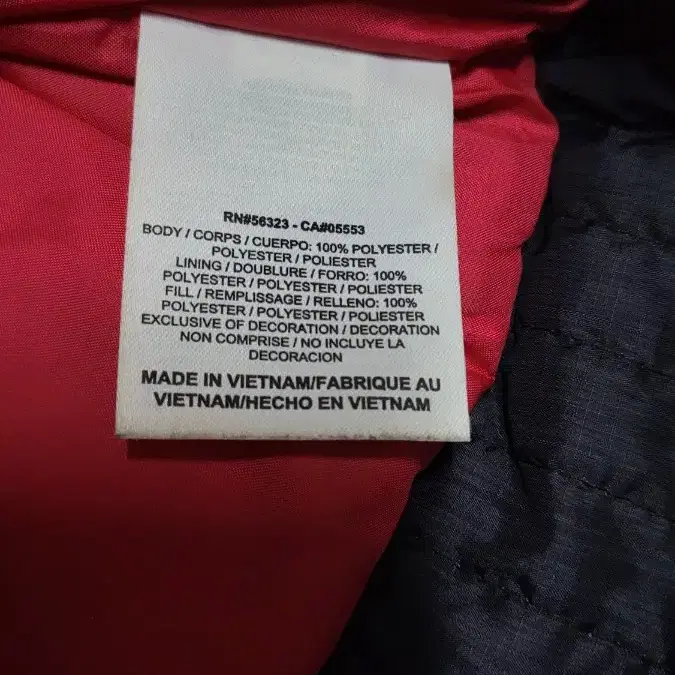 RN#56323 - CA#05553
BODY / CORPS / CUERPO: 100% POLYESTER /
POLYESTER / POLIESTER
LINING / DOUBLURE / FORRO: 100%
POLYESTER / POLYESTER / POLIESTER
FILL / REMPLISSAGE / RELLENO: 100%
POLYESTER / POLYESTER / POLIESTER
EXCLUSIVE OF DECORATION / DECORATION
NON COMPRISE / NO INCLUYE LA
DECORACION
MADE IN VIETNAM/FABRIQUE AU
VIETNAM/HECHO EN VIETNAM